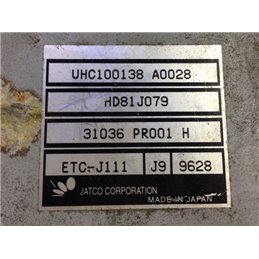 UHC100138 A0028
HD81J079
31036 PR001 H
ETC-J111 J9 9628
JATCO CORPORATION
MADE IN JAPAN